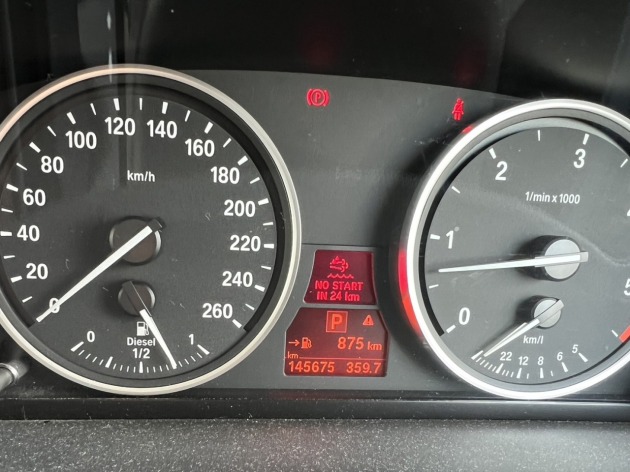 0
20
40
60
80
100
120
140
160
180
200
220
240
260
km/h
0
1/2
1
Diesel
P
NO START
IN 24 km
P
875 km
km
145675 359.7
0
1
2
3
5
1/min x 1000
km/l
22 12 8 6 5